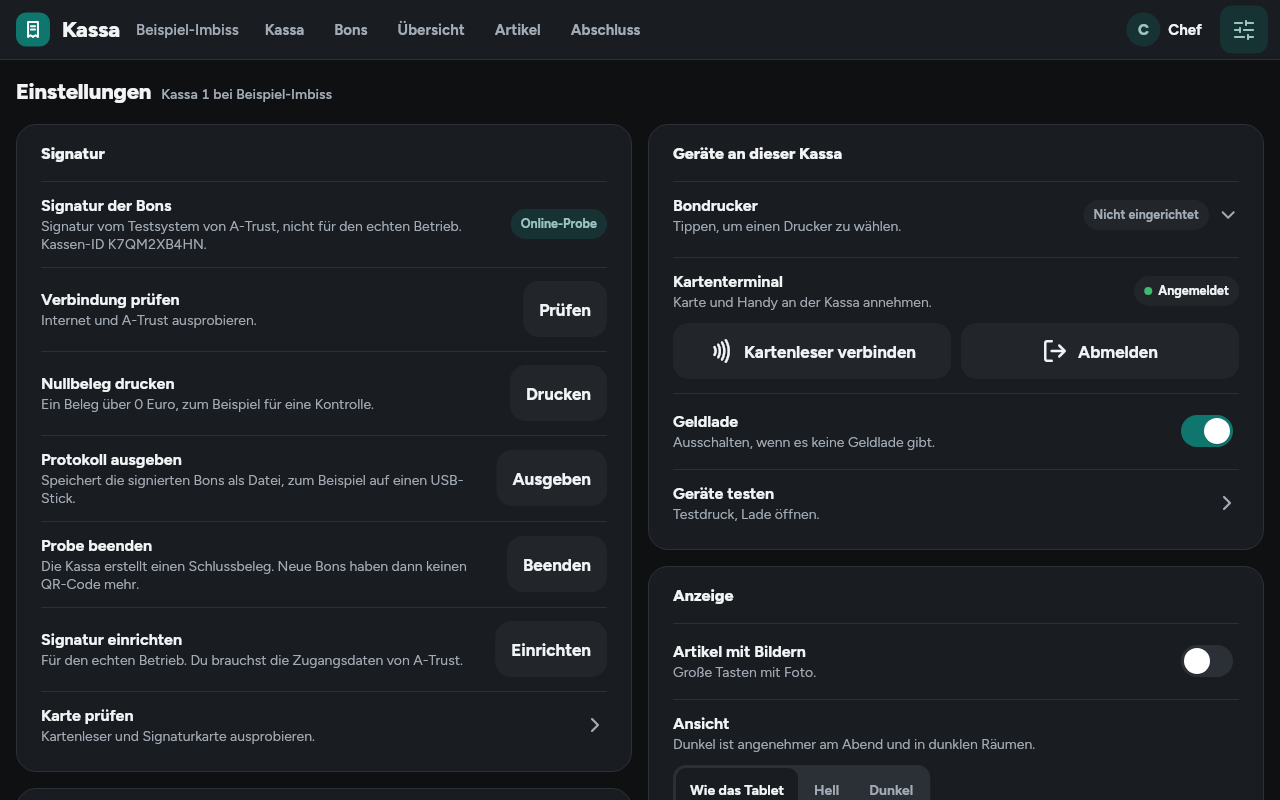 Kassa
Beispiel-Imbiss
Kassa
Bons
Übersicht
Artikel
Abschluss
C
Chef
Einstellungen
Kassa 1 bei Beispiel-Imbiss
Signatur
Signatur der Bons
Signatur vom Testsystem von A-Trust, nicht für den echten Betrieb.
Kassen-ID K7QM2XB4HN.
Online-Probe
Verbindung prüfen
Internet und A-Trust ausprobieren.
Prüfen
Nullbeleg drucken
Ein Beleg über 0 Euro, zum Beispiel für eine Kontrolle.
Drucken
Protokoll ausgeben
Speichert die signierten Bons als Datei, zum Beispiel auf einen USB-
Stick.
Ausgeben
Probe beenden
Die Kassa erstellt einen Schlussbeleg. Neue Bons haben dann keinen
QR-Code mehr.
Beenden
Signatur einrichten
Für den echten Betrieb. Du brauchst die Zugangsdaten von A-Trust.
Einrichten
Karte prüfen
Kartenleser und Signaturkarte ausprobieren.
Geräte an dieser Kassa
Bondrucker
Tippen, um einen Drucker zu wählen.
Nicht eingerichtet
Kartenterminal
Karte und Handy an der Kassa annehmen.
Angemeldet
Kartenleser verbinden
Abmelden
Geldlade
Ausschalten, wenn es keine Geldlade gibt.
Geräte testen
Testdruck, Lade öffnen.
Anzeige
Artikel mit Bildern
Große Tasten mit Foto.
Ansicht
Dunkel ist angenehmer am Abend und in dunklen Räumen.
Wie das Tablet
Hell
Dunkel